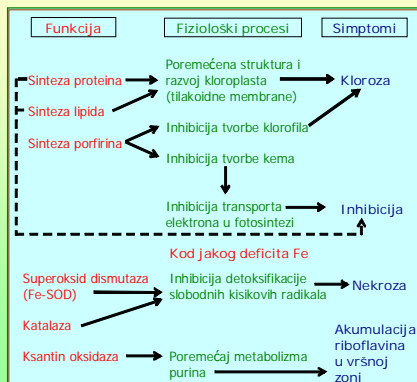 Funkcija
Fiziološki procesi
Simptomi
Sinteza proteina
Poremećena struktura i
razvoj kloroplasta
(tilakoidne membrane)
Kloroza
Sinteza lipida
Sinteza porfirina
Inhibicija tvorbe klorofila
Inhibicija tvorbe kema
Inhibicija transporta
elektrona u fotosintezi
Inhibicija
Kod jakog deficita Fe
Superoksid dismutaza
(Fe-SOD)
Inhibicija detoksifikacije
slobodnih kisikovih radikala
Nekroza
Katalaza
Ksantin oksidaza
Poremećaj metabolizma
purina
Akumulacija
riboflavina
u vršnoj
zoni